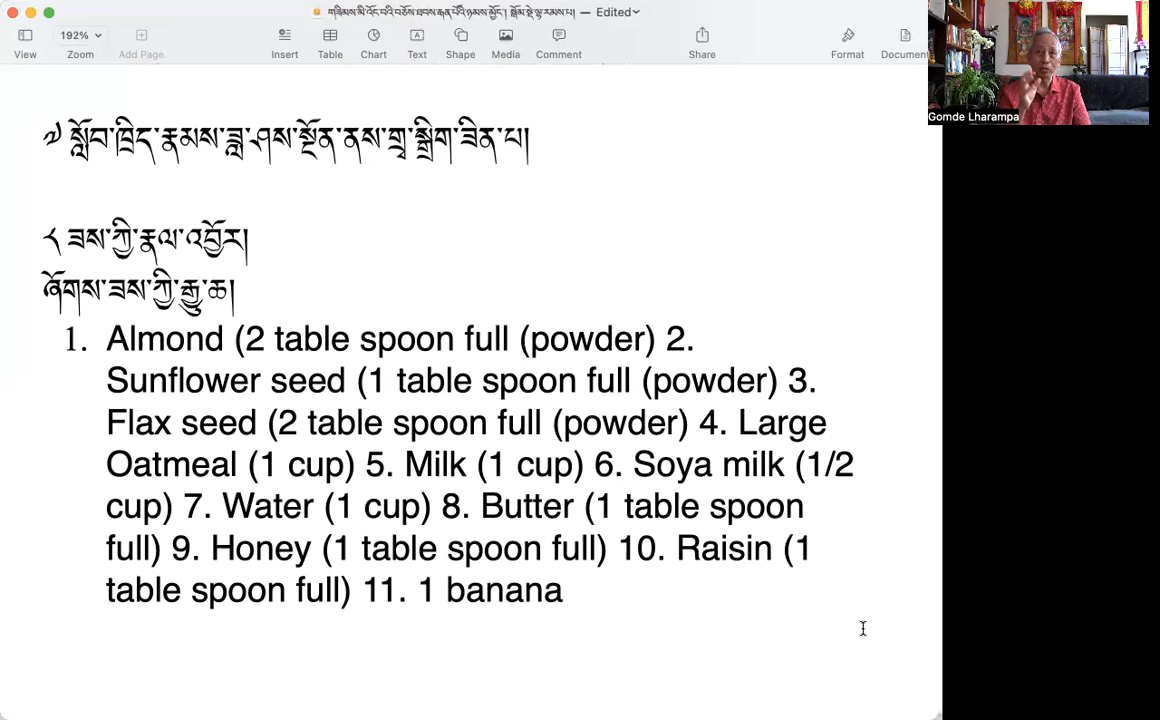 Edited
192%
View
Zoom
Add Page
Insert
Table
Chart
Text
Shape
Media
Comment
Share
Format
Document
Gomde Lharampa
༧ སློབ་ཁྲིད་རྣམས་ཟླ་ཤས་སྔོན་ནས་གྲྭ་སྒྲིག་ཟིན་པ།
༨ ཟས་ཀྱི་རྣལ་འབྱོར།
ཞོགས་ཟས་ཀྱི་རྒྱུ་ཆ།
1. Almond (2 table spoon full (powder) 2.
Sunflower seed (1 table spoon full (powder) 3.
Flax seed (2 table spoon full (powder) 4. Large
Oatmeal (1 cup) 5. Milk (1 cup) 6. Soya milk (1/2
cup) 7. Water (1 cup) 8. Butter (1 table spoon
full) 9. Honey (1 table spoon full) 10. Raisin (1
table spoon full) 11. 1 banana